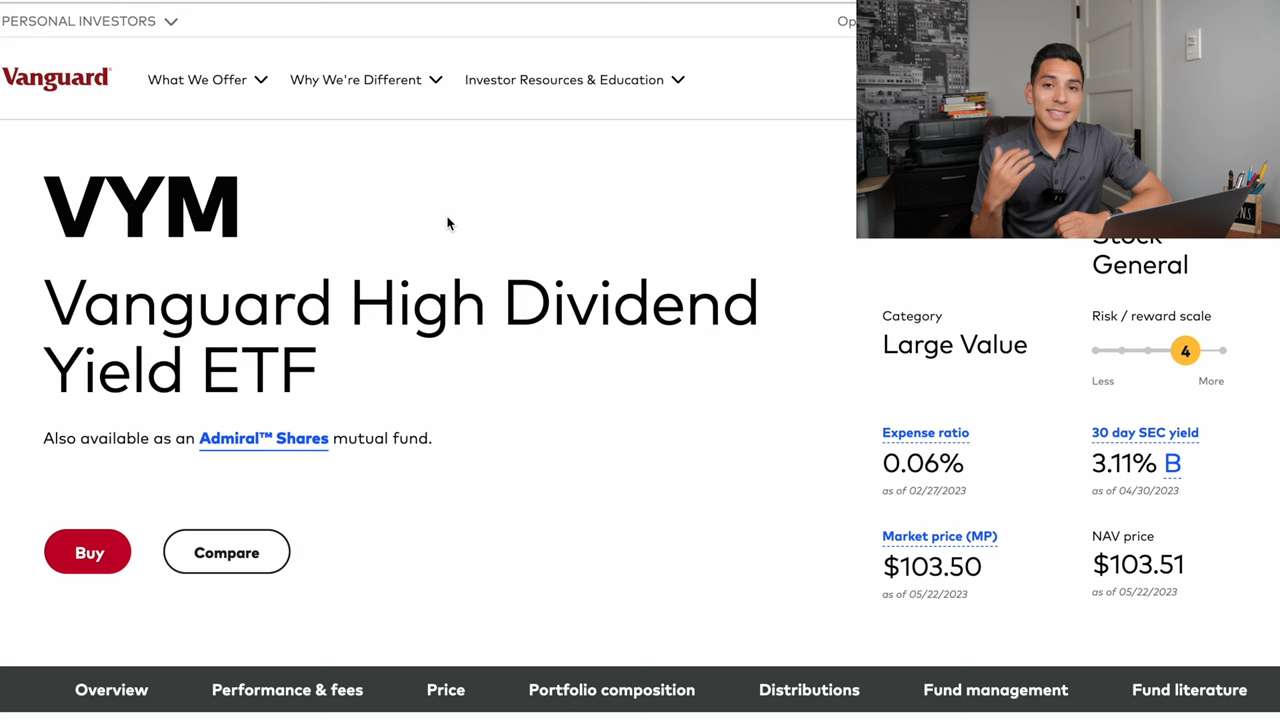 PERSONAL INVESTORS
Op
Vanguard
What We Offer
Why We're Different
Investor Resources & Education
VYM
Vanguard High Dividend
Yield ETF
Also available as an Admiral™ Shares mutual fund.
Buy
Compare
Stock
General
Category
Large Value
Risk / reward scale
4
Less
More
Expense ratio
0.06%
as of 02/27/2023
30 day SEC yield
3.11% B
as of 04/30/2023
Market price (MP)
$103.50
as of 05/22/2023
NAV price
$103.51
as of 05/22/2023
Overview
Performance & fees
Price
Portfolio composition
Distributions
Fund management
Fund literature